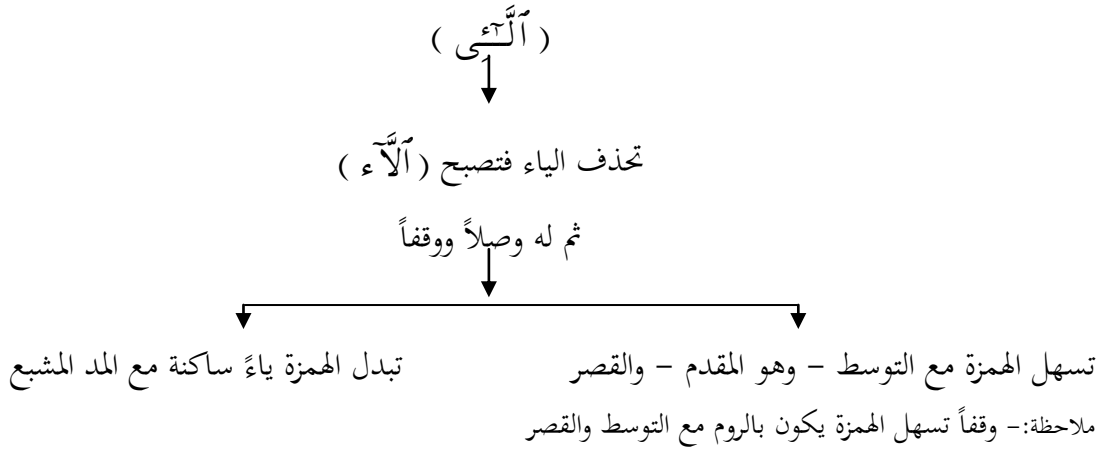 ( ٱلَّـٰٓـِٔى )
تحذف الياء فتصبح ( ٱلَّآء )
ثم له وصلاً ووقفاً
تسهل الهمزة مع التوسط – وهو المقدم – والقصر
تبدل الهمزة ياءً ساكنة مع المد المشبع
ملاحظة:- وقفاً تسهل الهمزة يكون بالروم مع التوسط والقصر